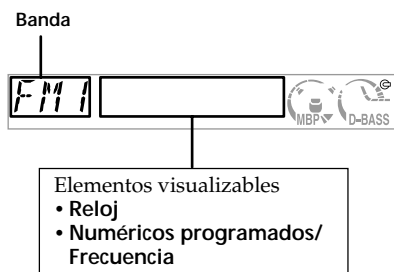 Banda
FM1
MBP
D-BASS
Elementos visualizables
• Reloj
• Numéricos programados/
Frecuencia